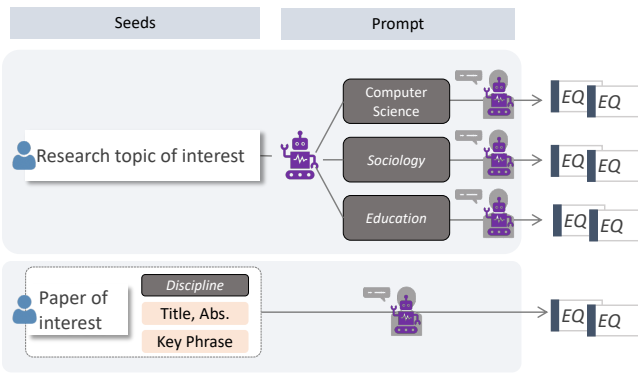 Seeds
Prompt
Computer
Science
EQ
EQ
Research topic of interest
Sociology
EQ
EQ
Education
EQ
EQ
Paper of
interest
Discipline
Title, Abs.
Key Phrase
EQ
EQ